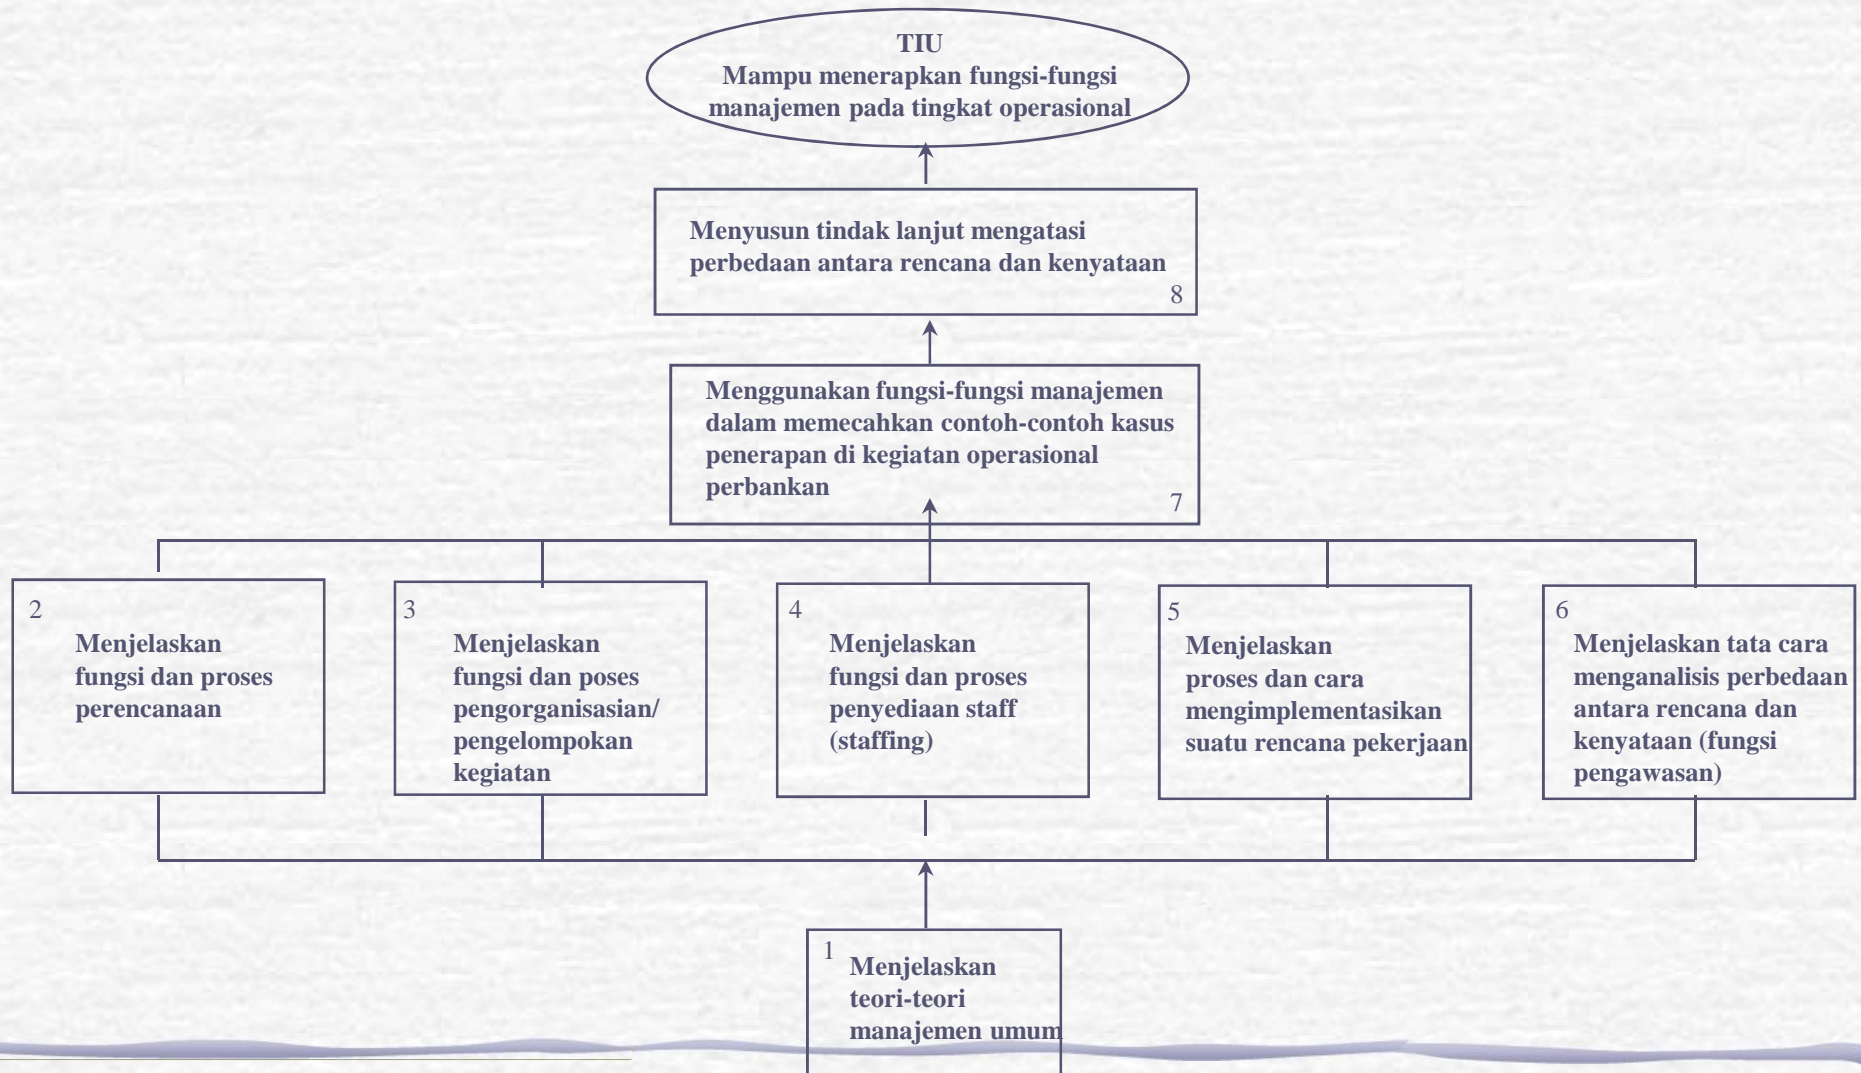 TIU
Mampu menerapkan fungsi-fungsi
manajemen pada tingkat operasional
Menyusun tindak lanjut mengatasi
perbedaan antara rencana dan kenyataan
8
Menggunakan fungsi-fungsi manajemen
dalam memecahkan contoh-contoh kasus
penerapan di kegiatan operasional
perbankan
7
2
Menjelaskan
fungsi dan proses
perencanaan
3
Menjelaskan
fungsi dan poses
pengorganisasian/
pengelompokan
kegiatan
4
Menjelaskan
fungsi dan proses
penyediaan staff
(staffing)
5
Menjelaskan
proses dan cara
mengimplementasikan
suatu rencana pekerjaan
6
Menjelaskan tata cara
menganalisis perbedaan
antara rencana dan
kenyataan (fungsi
pengawasan)
1
Menjelaskan
teori-teori
manajemen umum